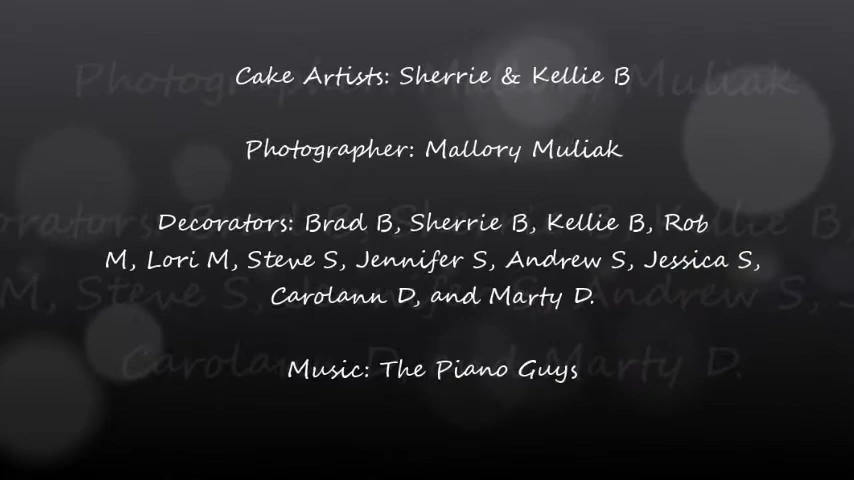 Cake Artists: Sherrie & Kellie B
Photographer: Mallory Muliak
Decorators: Brad B, Sherrie B, Kellie B, Rob
M, Lori M, Steve S, Jennifer S, Andrew S, Jessica S,
Carolann D, and Marty D.
Music: The Piano Guys